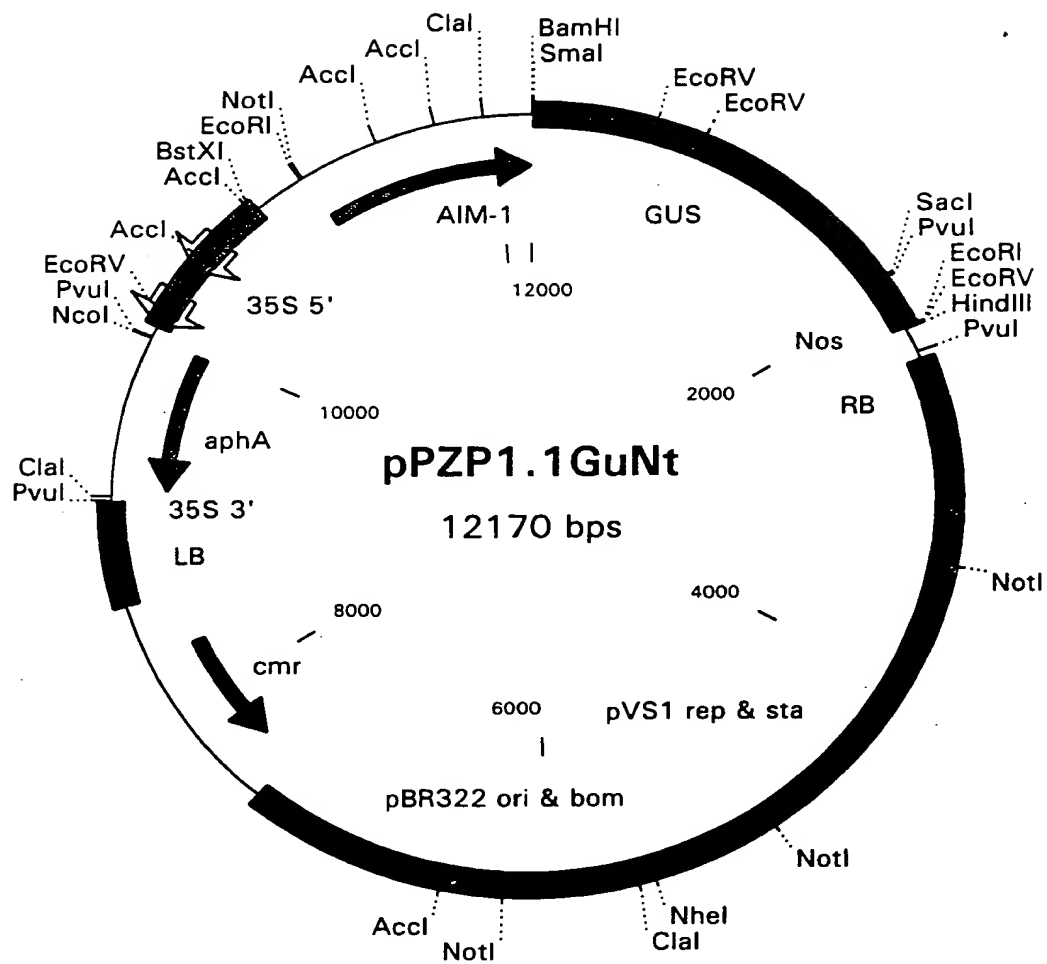 ClaI
BamHI
SmaI
AccI
AccI
EcoRV
EcoRV
NotI
EcoRI
BstXI
AccI
AccI
EcoRV
PvuI
NcoI
AIM-1
GUS
SacI
PvuI
EcoRI
EcoRV
HindIII
PvuI
35S 5'
12000
Nos
2000
RB
10000
aphA
pPZP1.1GuNt
12170 bps
ClaI
PvuI
35S 3'
LB
NotI
4000
8000
cmr
6000
pVS1 rep & sta
pBR322 ori & bom
NotI
NheI
ClaI
AccI
NotI